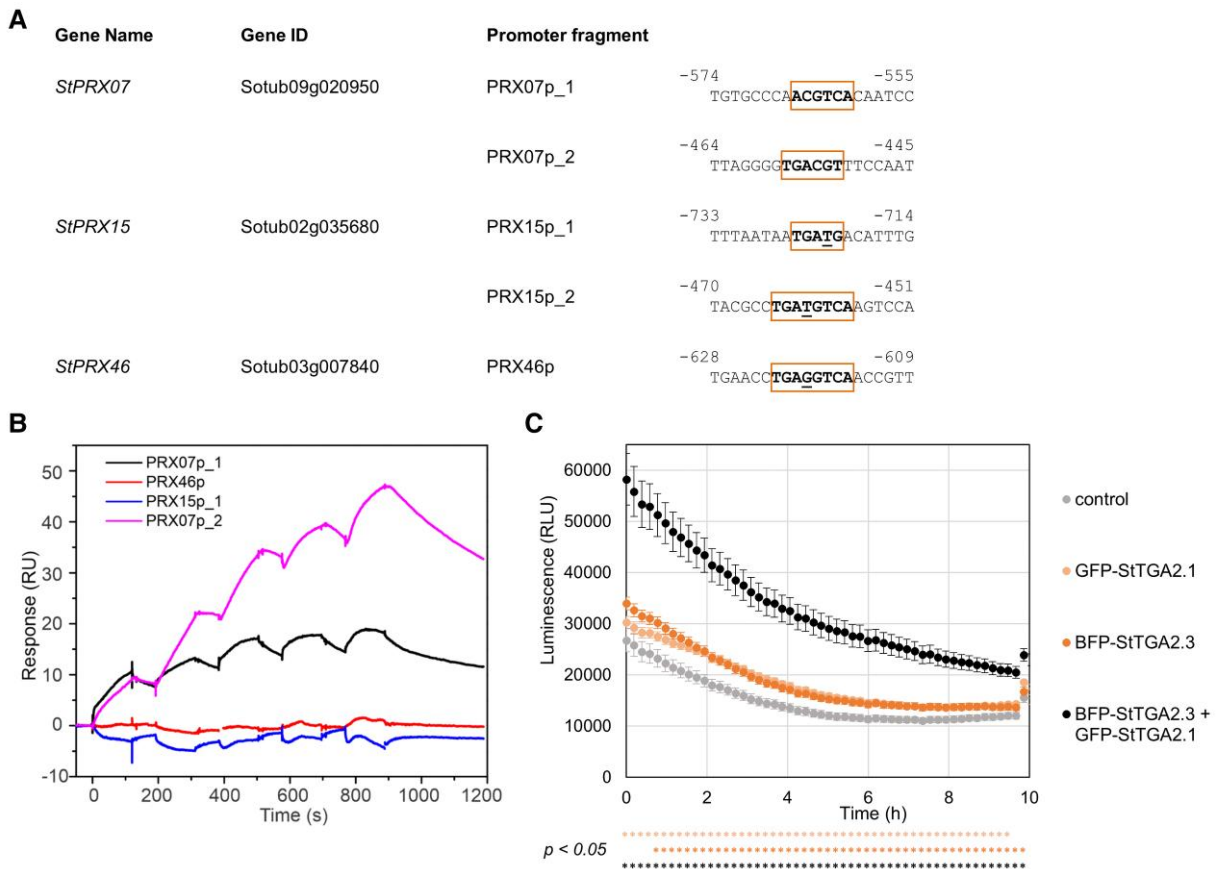 A
Gene Name Gene ID Promoter fragment
StPRX07 Sotub09g020950 PRX07p_1
-574 -555
TGTGCCCAACGTCACAATCC
PRX07p_2
-464 -445
TTAGGGGTGACGTTTCCAAT
StPRX15 Sotub02g035680 PRX15p_1
-733 -714
TTTAATAATGATGACATTTG
PRX15p_2
-470 -451
TACGCCTGATGTCAAGTCCA
StPRX46 Sotub03g007840 PRX46p
-628 -609
TGAACCTGAGGTCAACCGTT
B
PRX07p_1
PRX46p
PRX15p_1
PRX07p_2
Response (RU)
50
40
30
20
10
0
-10
0 200 400 600 800 1000 1200
Time (s)
C
Luminescence (RLU)
60000
50000
40000
30000
20000
10000
0
0 2 4 6 8 10
Time (h)
control
GFP-StTGA2.1
BFP-StTGA2.3
BFP-StTGA2.3 +
GFP-StTGA2.1
p < 0.05